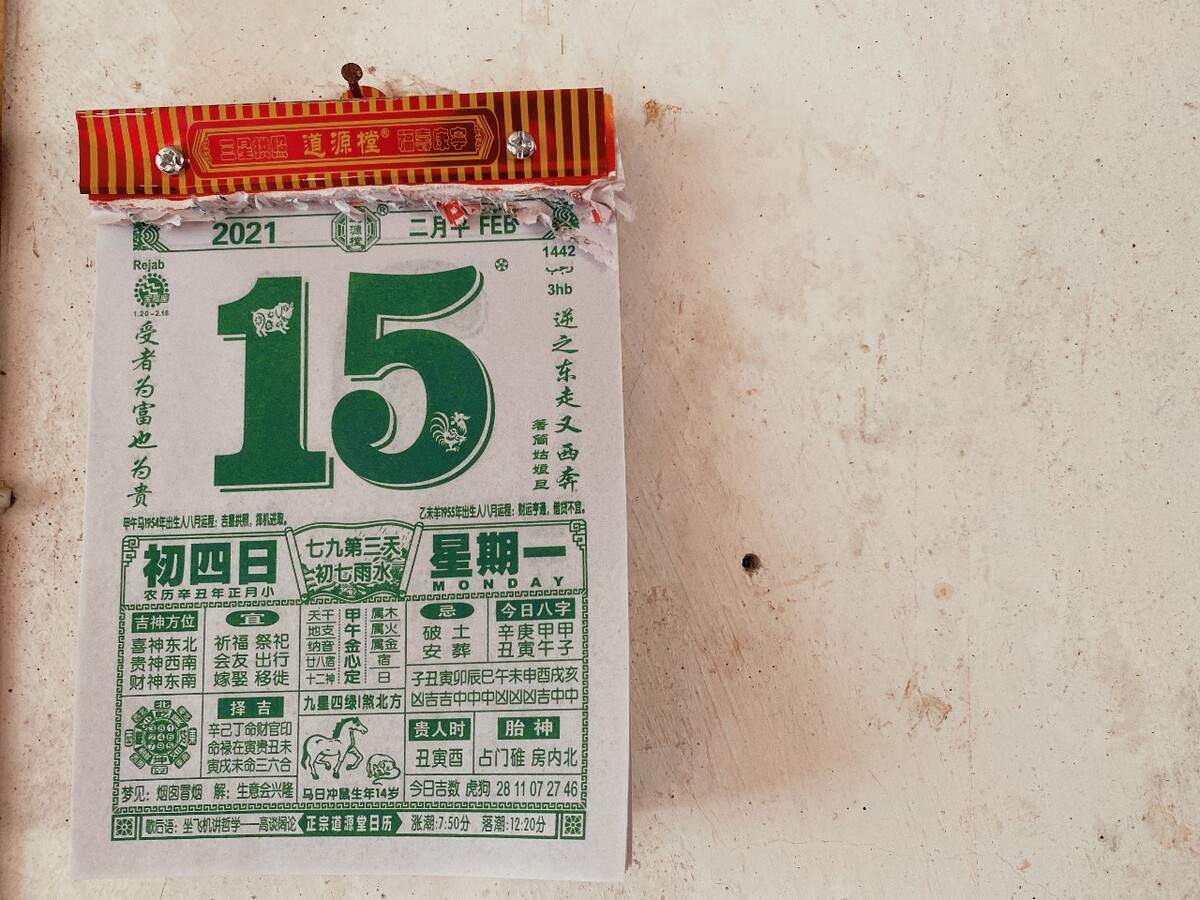 三星拱照 道源樘® 福壽康寧
2021 源樘® 二月平 FEB
Rejab
1.20~2.18
1442
3hb
15
受者为富也为贵
逆之东走又西奔
甲午马1954年出生人八月运程：吉星拱照，择机进取。
乙未羊1955年出生人八月运程：财运亨通，借贷不宜。
初四日
农历辛丑年正月小
七九第三天
初七雨水
星期一
MONDAY
吉神方位
喜神东北
贵神西南
财神东南
宜
祈福 祭祀
会友 出行
嫁娶 移徙
天干 甲 属木
地支 午 属火
纳音 金 属金
廿八宿 心 宿
十二神 定 日
忌
破土
安葬
今日八字
辛庚甲甲
丑寅午子
子丑寅卯辰巳午未申酉戌亥
凶吉吉中中中凶凶凶吉中中
择吉
辛己丁命财官印
命禄在寅贵丑未
寅戌未命三六合
九星四绿 煞北方
马日冲鼠生年14岁
贵人时
丑寅酉
胎神
占门碓 房内北
梦见：烟囱冒烟 解：生意会兴隆
今日吉数 虎狗 28 11 07 27 46
歇后语：坐飞机讲哲学——高谈阔论
正宗道源堂日历
涨潮:7:50分 落潮:12:20分